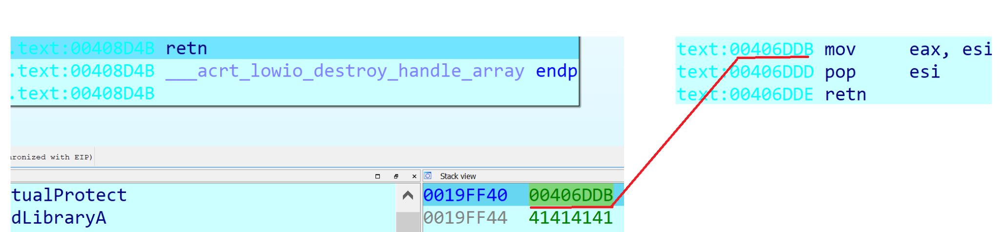 .text:00408D4B retn
.text:00408D4B ___acrt_lowio_destroy_handle_array endp
.text:00408D4B
text:00406DDB mov eax, esi
text:00406DDD pop esi
text:00406DDE retn
ronized with EIP)
Stack view
tualProtect
dLibraryA
0019FF40 00406DDB
0019FF44 41414141